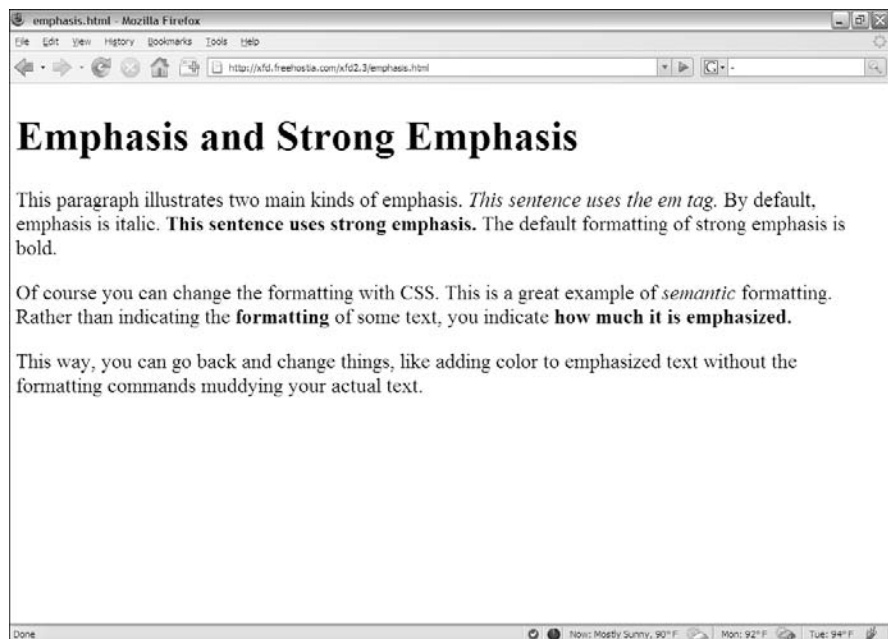 emphasis.html - Mozilla Firefox
File Edit View History Bookmarks Tools Help
http://xfd.freehostia.com/xfd2.3/emphasis.html
G -
Emphasis and Strong Emphasis
This paragraph illustrates two main kinds of emphasis. This sentence uses the em tag. By default,
emphasis is italic. This sentence uses strong emphasis. The default formatting of strong emphasis is
bold.
Of course you can change the formatting with CSS. This is a great example of semantic formatting.
Rather than indicating the formatting of some text, you indicate how much it is emphasized.
This way, you can go back and change things, like adding color to emphasized text without the
formatting commands muddying your actual text.
Done Now: Mostly Sunny, 90° F Mon: 92° F Tue: 94° F